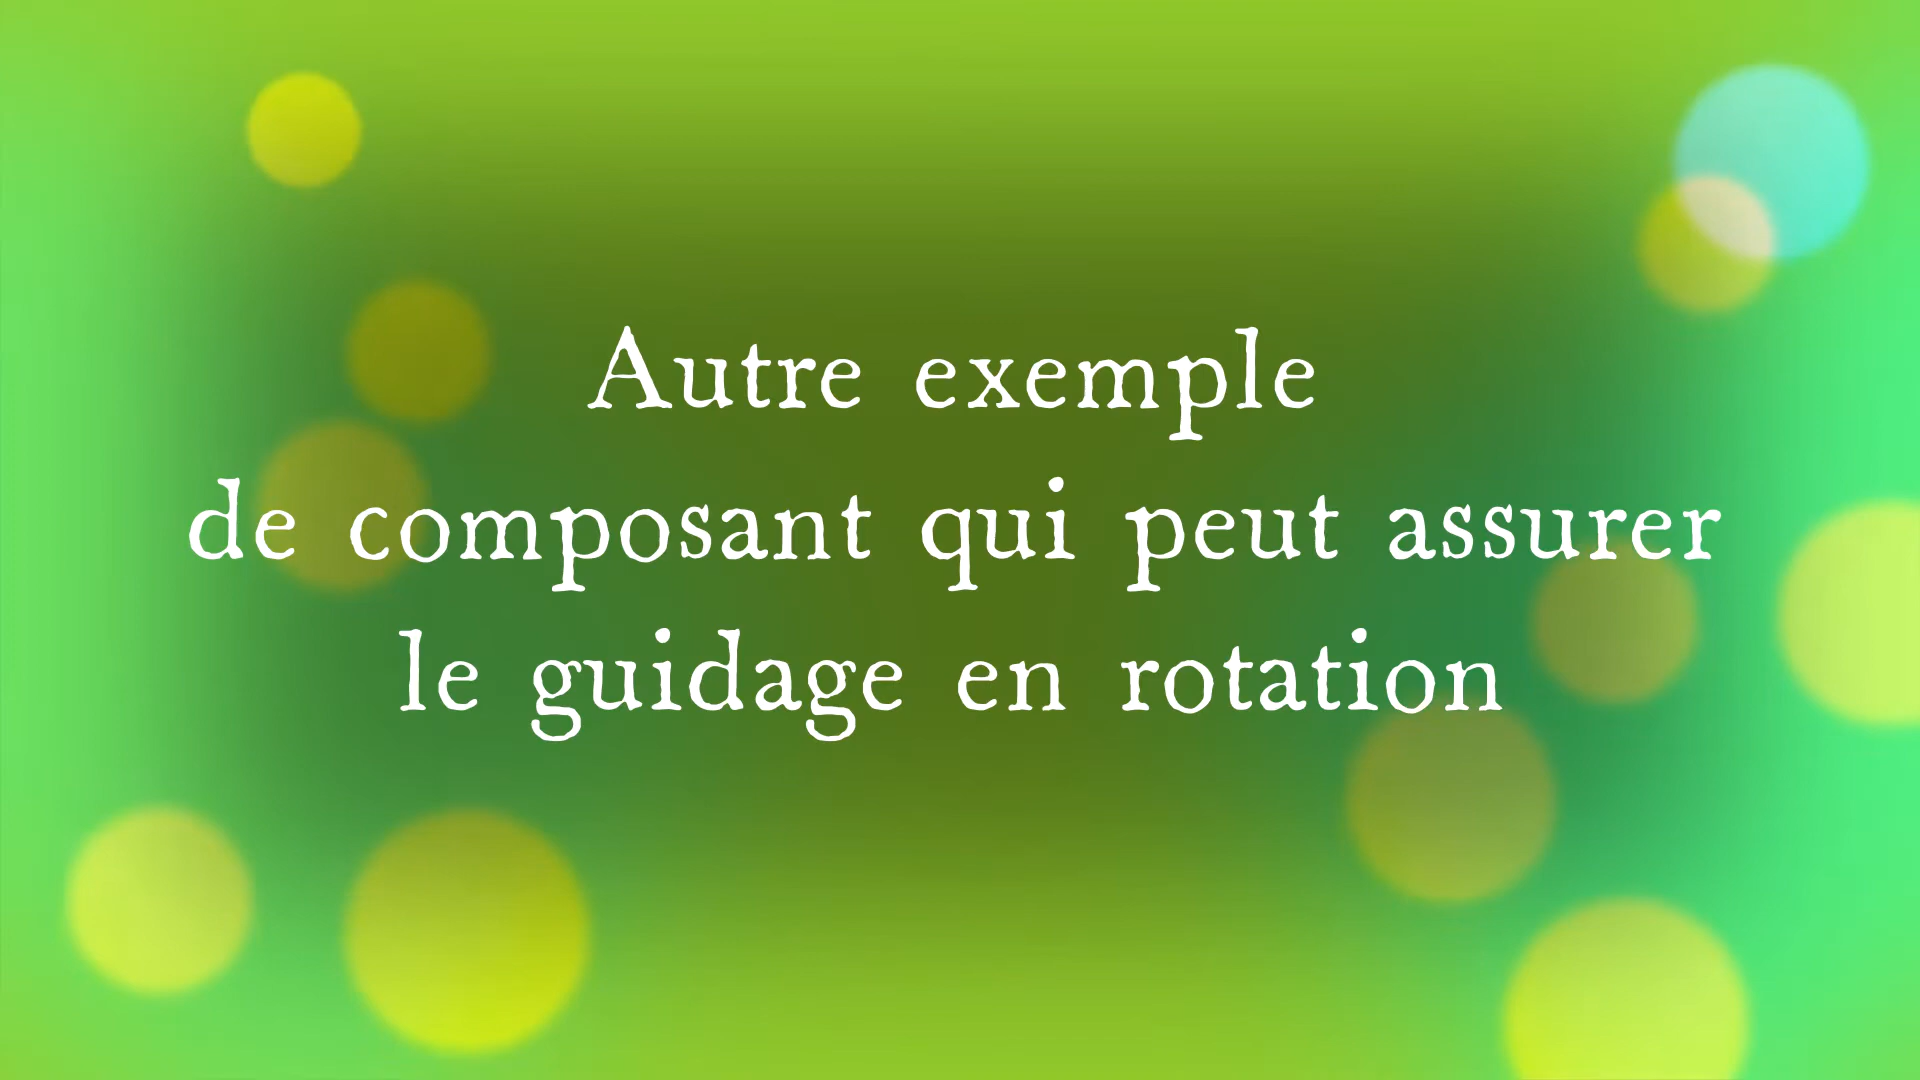 Autre exemple
de composant qui peut assurer
le guidage en rotation